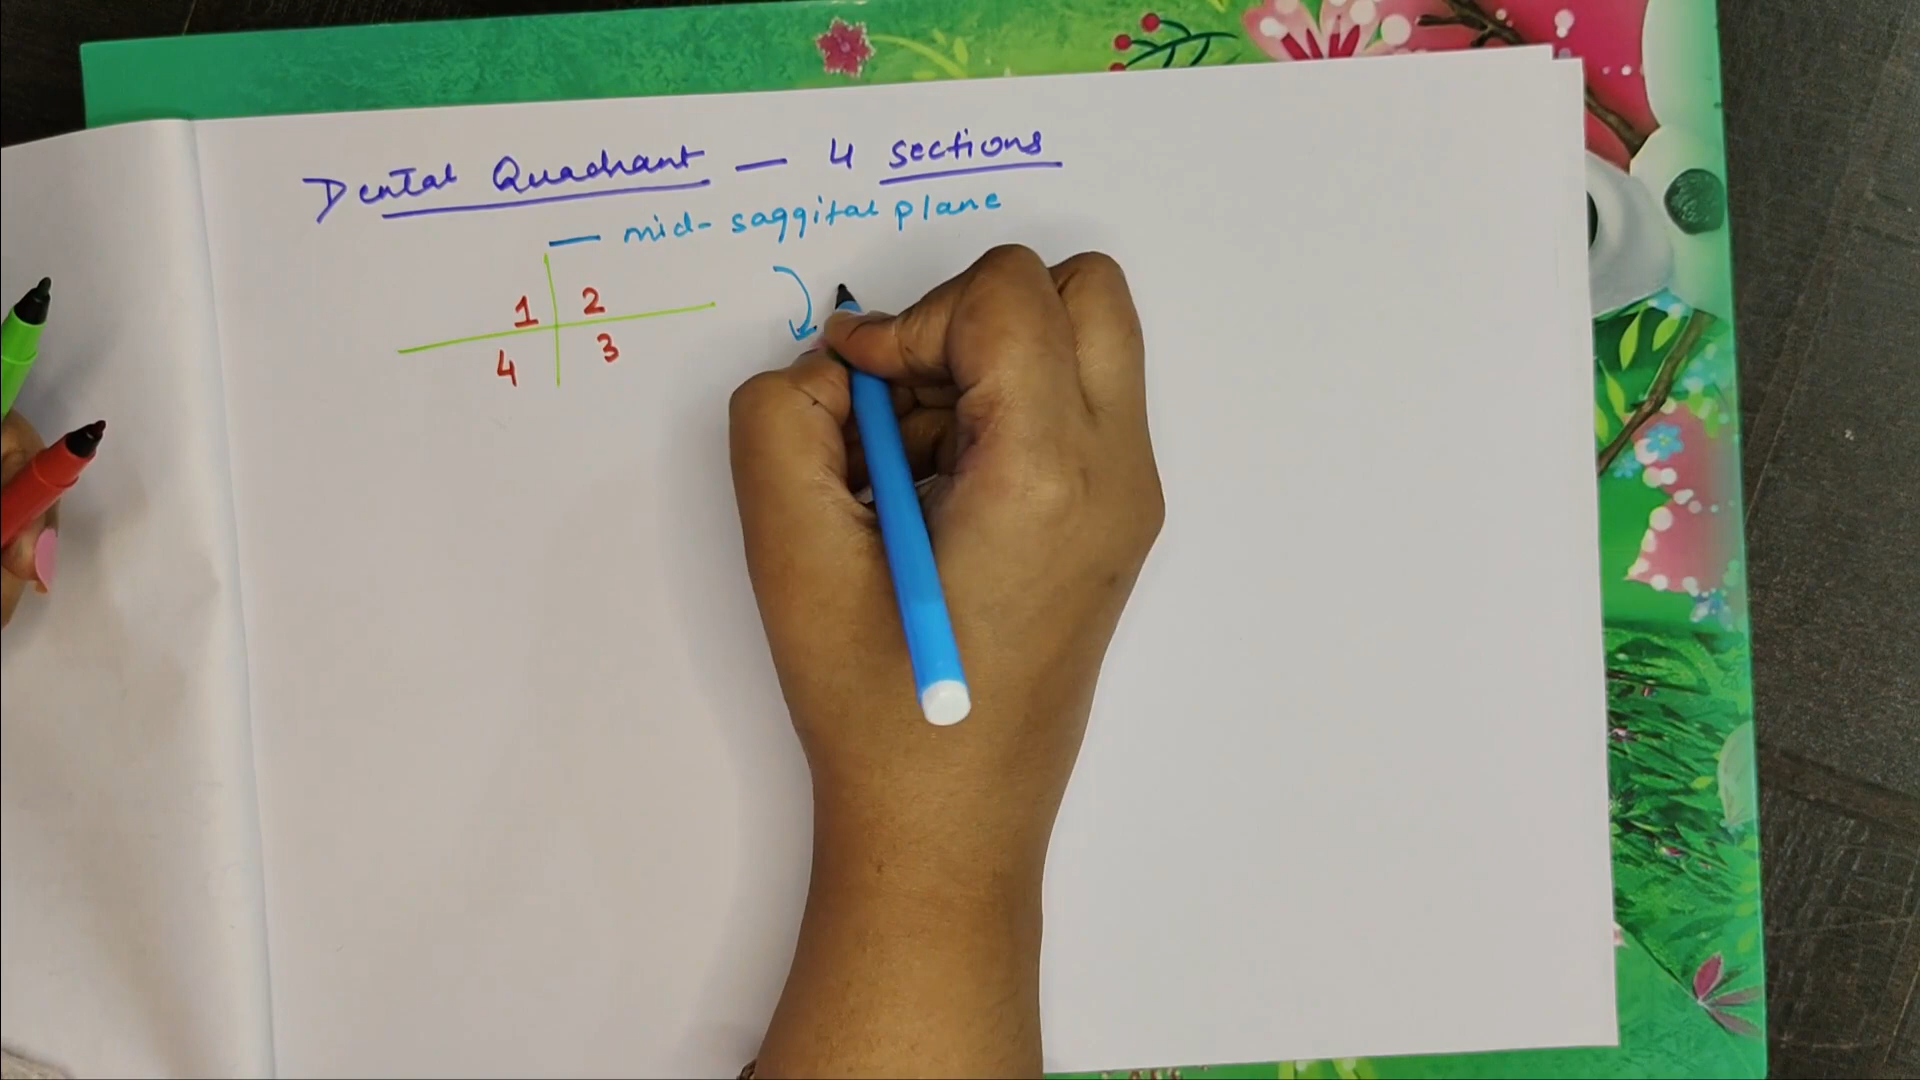 Dental Quadrant — 4 sections
— mid-saggital plane
1 2
4 3